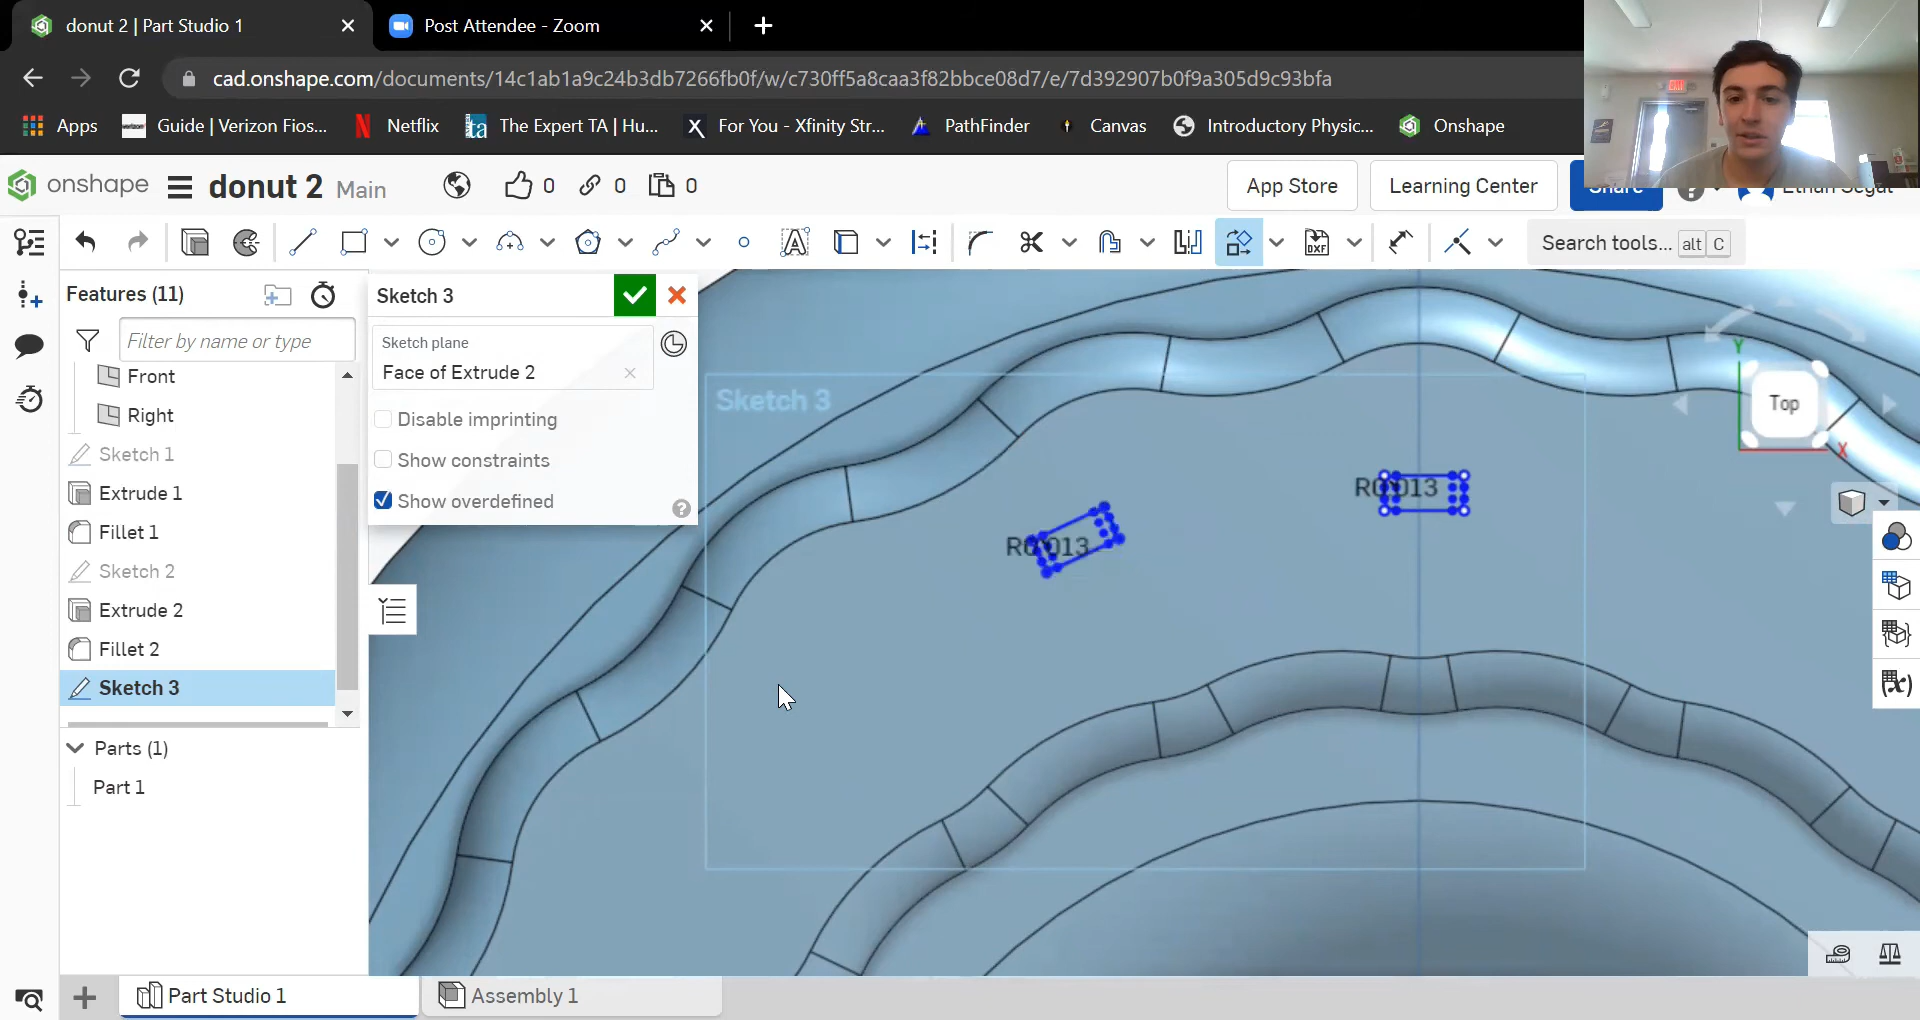 donut 2 | Part Studio 1
Post Attendee - Zoom
cad.onshape.com/documents/14c1ab1a9c24b3db7266fb0f/w/c730ff5a8caa3f82bbce08d7/e/7d392907b0f9a305d9c93bfa
Apps
Guide | Verizon Fios...
Netflix
The Expert TA | Hu...
For You - Xfinity Str...
PathFinder
Canvas
Introductory Physic...
Onshape
onshape
donut 2 Main
0
0
0
App Store
Learning Center
Share
Search tools... alt C
Features (11)
Filter by name or type
Front
Right
Sketch 1
Extrude 1
Fillet 1
Sketch 2
Extrude 2
Fillet 2
Sketch 3
Parts (1)
Part 1
Sketch 3
Sketch plane
Face of Extrude 2
Disable imprinting
Show constraints
Show overdefined
Sketch 3
Top
Y
X
Part Studio 1
Assembly 1